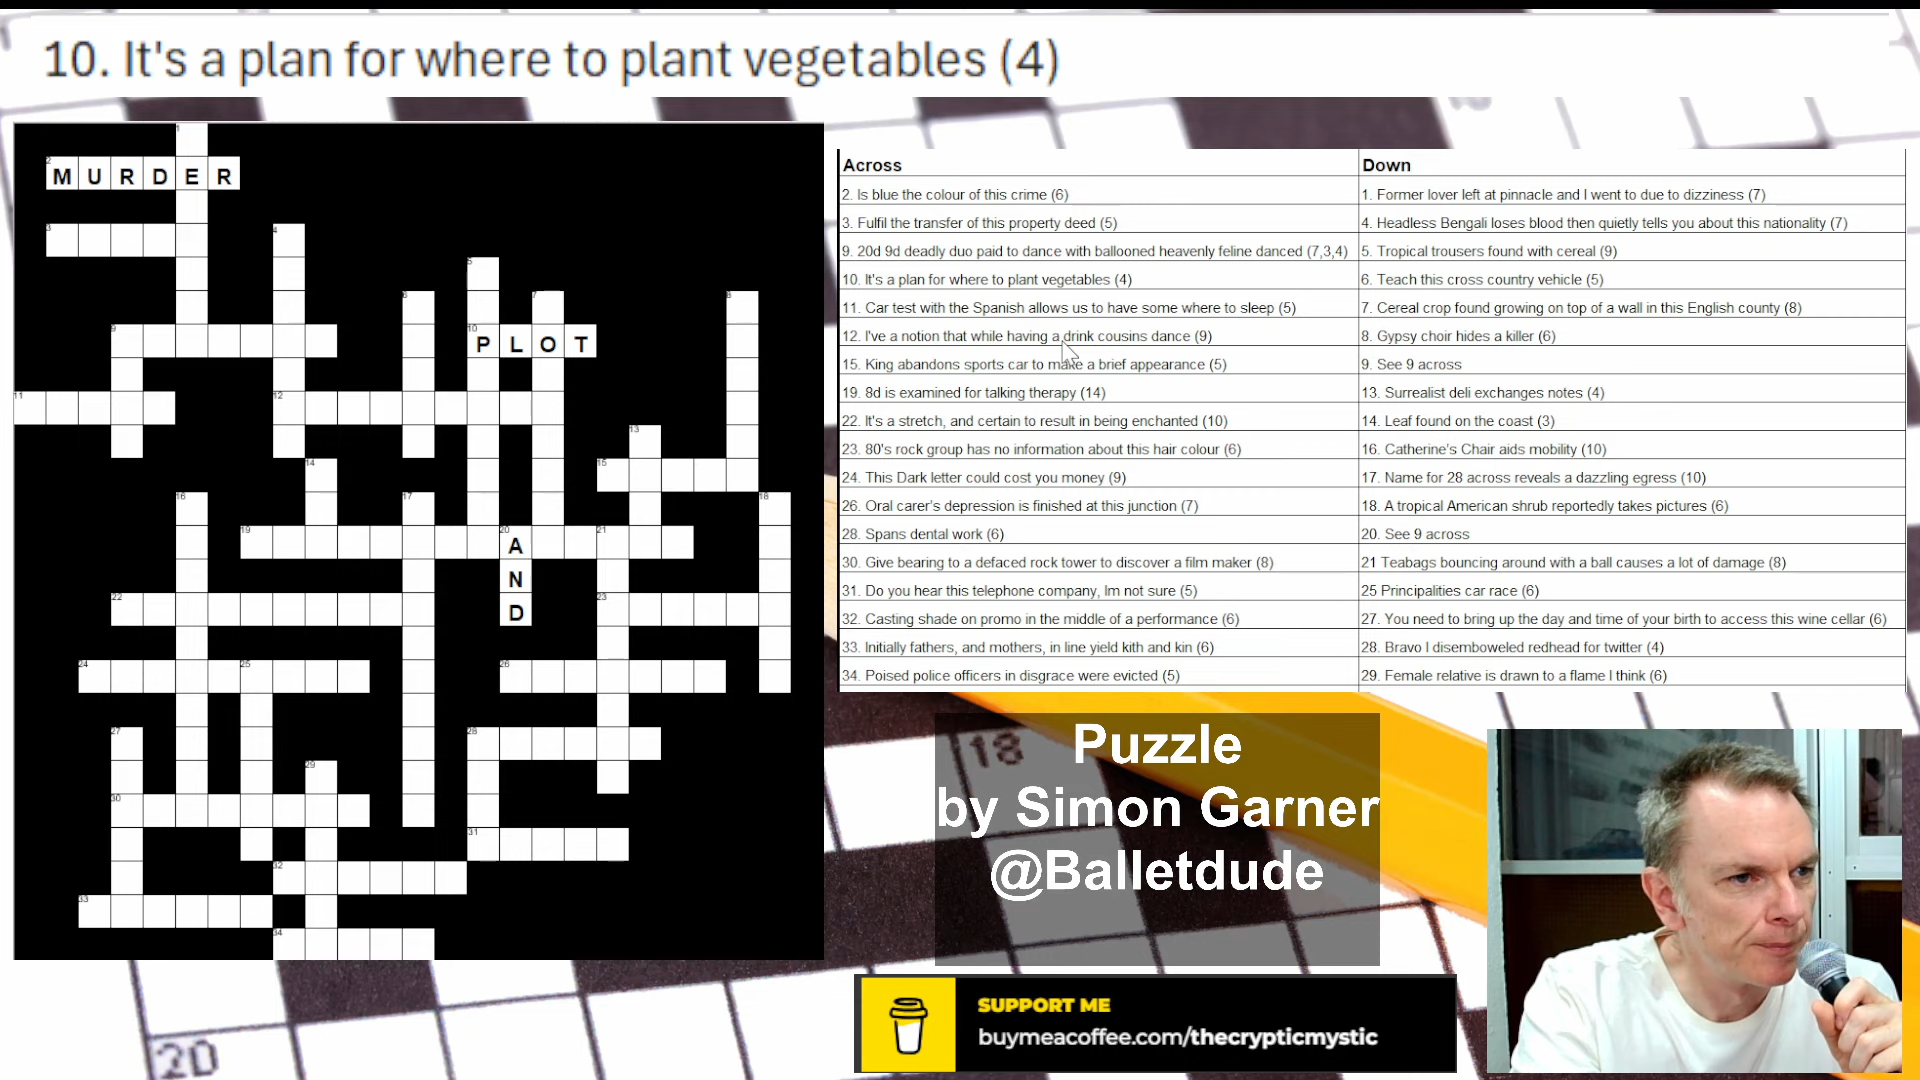 10. It's a plan for where to plant vegetables (4)
MURDER
PLOT
A
N
D
Across
2. Is blue the colour of this crime (6)
3. Fulfil the transfer of this property deed (5)
9. 20d 9d deadly duo paid to dance with ballooned heavenly feline danced (7,3,4)
10. It's a plan for where to plant vegetables (4)
11. Car test with the Spanish allows us to have some where to sleep (5)
12. I've a notion that while having a drink cousins dance (9)
15. King abandons sports car to make a brief appearance (5)
19. 8d is examined for talking therapy (14)
22. It's a stretch, and certain to result in being enchanted (10)
23. 80's rock group has no information about this hair colour (6)
24. This Dark letter could cost you money (9)
26. Oral carer's depression is finished at this junction (7)
28. Spans dental work (6)
30. Give bearing to a defaced rock tower to discover a film maker (8)
31. Do you hear this telephone company, Im not sure (5)
32. Casting shade on promo in the middle of a performance (6)
33. Initially fathers, and mothers, in line yield kith and kin (6)
34. Poised police officers in disgrace were evicted (5)
Down
1. Former lover left at pinnacle and I went to due to dizziness (7)
4. Headless Bengali loses blood then quietly tells you about this nationality (7)
5. Tropical trousers found with cereal (9)
6. Teach this cross country vehicle (5)
7. Cereal crop found growing on top of a wall in this English county (8)
8. Gypsy choir hides a killer (6)
9. See 9 across
13. Surrealist deli exchanges notes (4)
14. Leaf found on the coast (3)
16. Catherine's Chair aids mobility (10)
17. Name for 28 across reveals a dazzling egress (10)
18. A tropical American shrub reportedly takes pictures (6)
20. See 9 across
21 Teabags bouncing around with a ball causes a lot of damage (8)
25 Principalities car race (6)
27. You need to bring up the day and time of your birth to access this wine cellar (6)
28. Bravo I disemboweled redhead for twitter (4)
29. Female relative is drawn to a flame I think (6)
Puzzle
by Simon Garner
@Balletdude
18
20
SUPPORT ME
buymeacoffee.com/thecrypticmystic